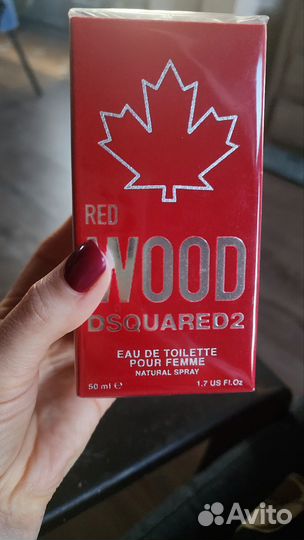 RED
WOOD
DSQUARED2
EAU DE TOILETTE
POUR FEMME
NATURAL SPRAY
50 ml ℮ 1.7 US Fl.Oz
Avito